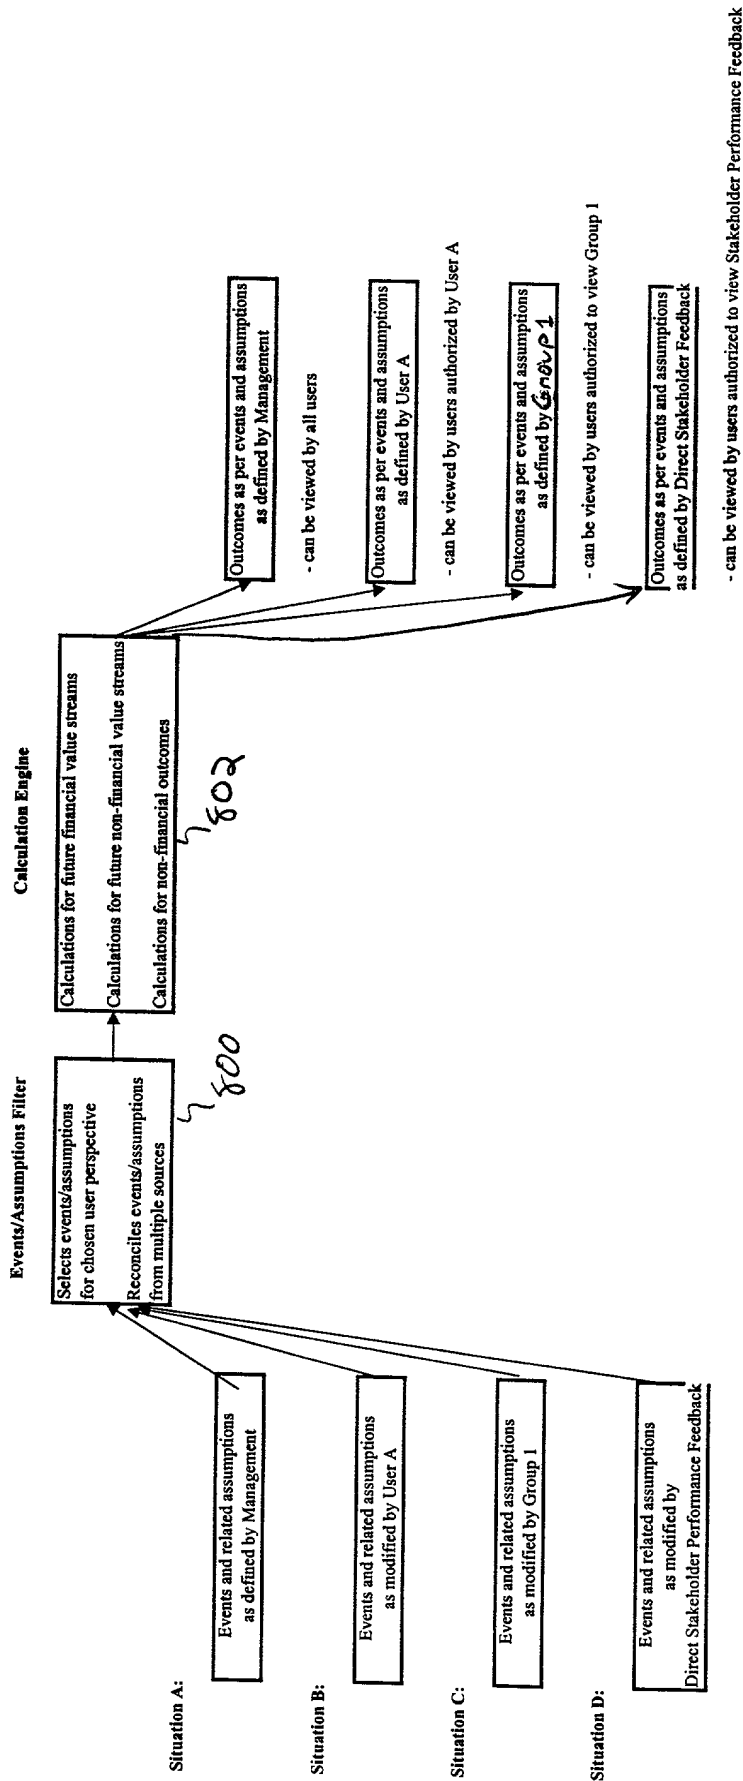 Events/Assumptions Filter
Calculation Engine
Selects events/assumptions
for chosen user perspective
Reconciles events/assumptions
from multiple sources
800
Calculations for future financial value streams
Calculations for future non-financial value streams
Calculations for non-financial outcomes
802
Situation A:
Events and related assumptions
as defined by Management
Outcomes as per events and assumptions
as defined by Management
- can be viewed by all users
Situation B:
Events and related assumptions
as modified by User A
Outcomes as per events and assumptions
as defined by User A
- can be viewed by users authorized by User A
Situation C:
Events and related assumptions
as modified by Group 1
Outcomes as per events and assumptions
as defined by Group 1
- can be viewed by users authorized to view Group 1
Situation D:
Events and related assumptions
as modified by
Direct Stakeholder Performance Feedback
Outcomes as per events and assumptions
as defined by Direct Stakeholder Feedback
- can be viewed by users authorized to view Stakeholder Performance Feedback